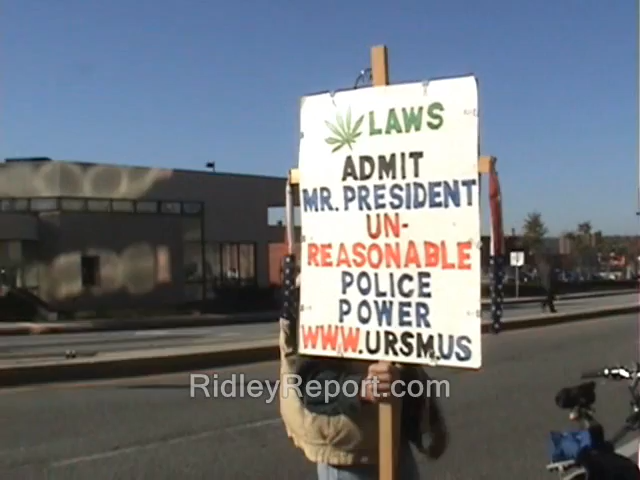 LAWS
ADMIT
MR. PRESIDENT
UN-
REASONABLE
POLICE
POWER
WWW.URSM.US
RidleyReport.com